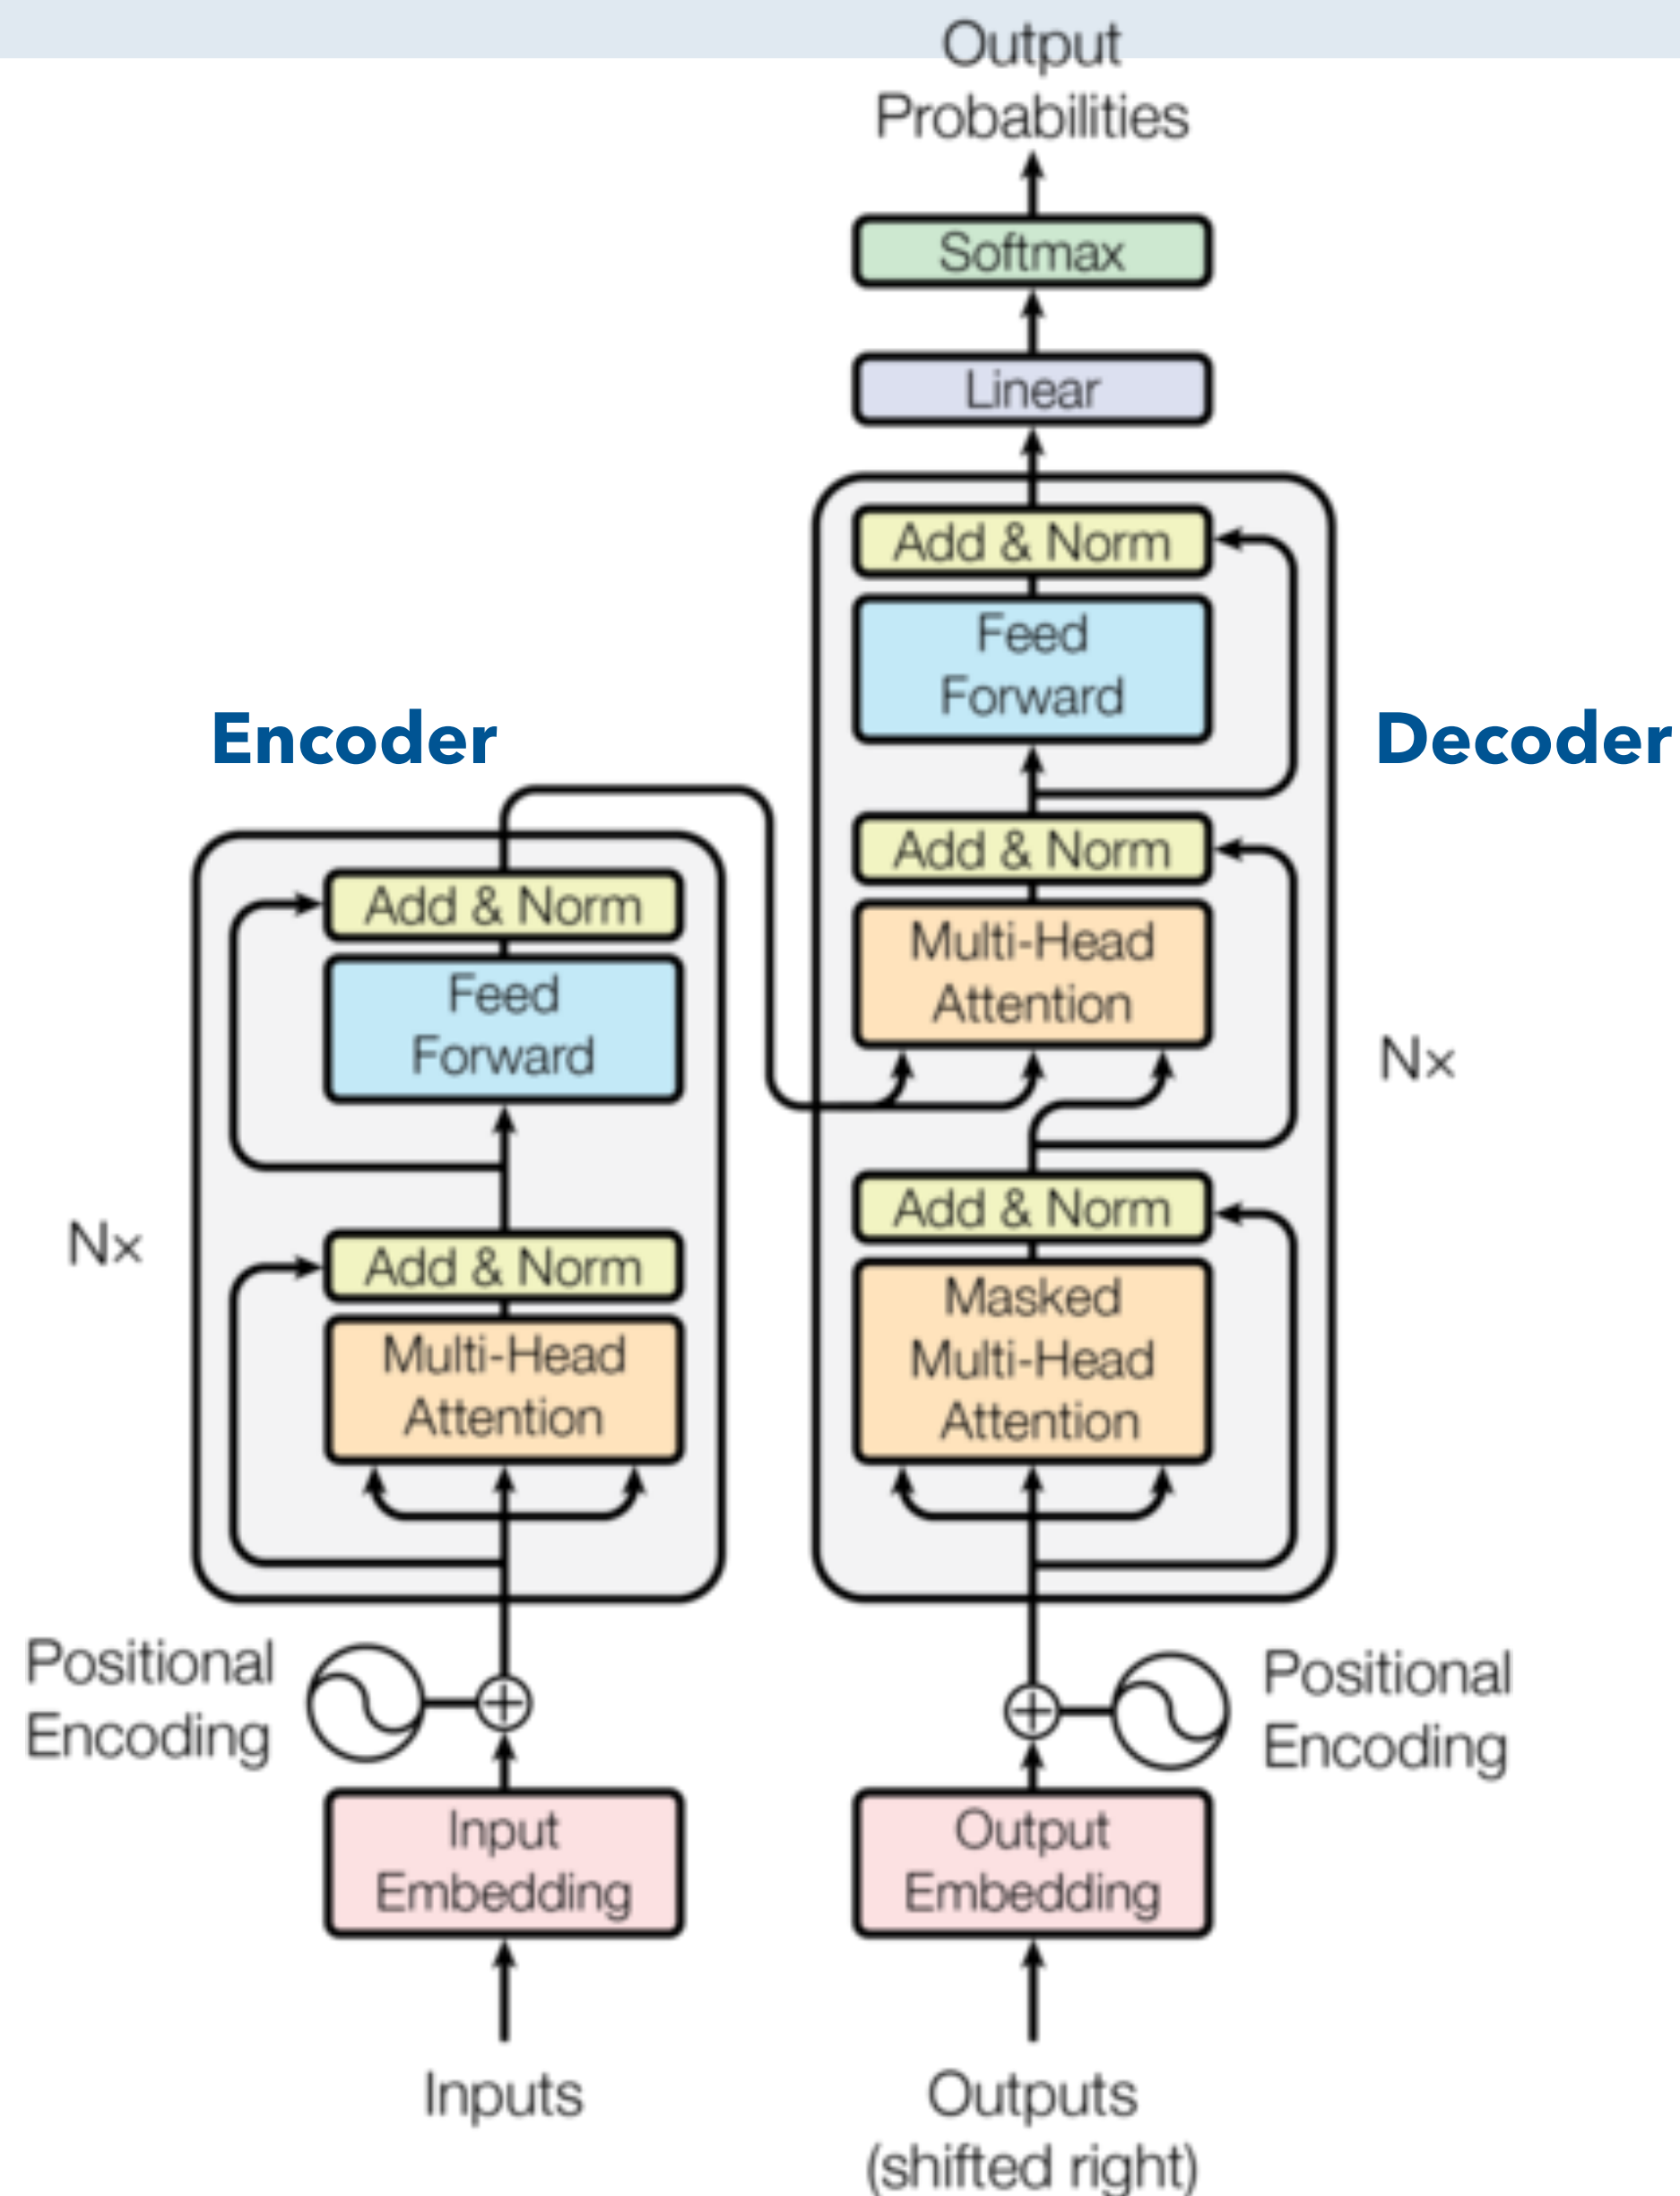 Output
Probabilities
Softmax
Linear
Add & Norm
Feed
Forward
Add & Norm
Multi-Head
Attention
Add & Norm
Masked
Multi-Head
Attention
Decoder
Nx
Encoder
Add & Norm
Feed
Forward
Add & Norm
Multi-Head
Attention
Nx
Positional
Encoding
Positional
Encoding
Input
Embedding
Output
Embedding
Inputs
Outputs
(shifted right)